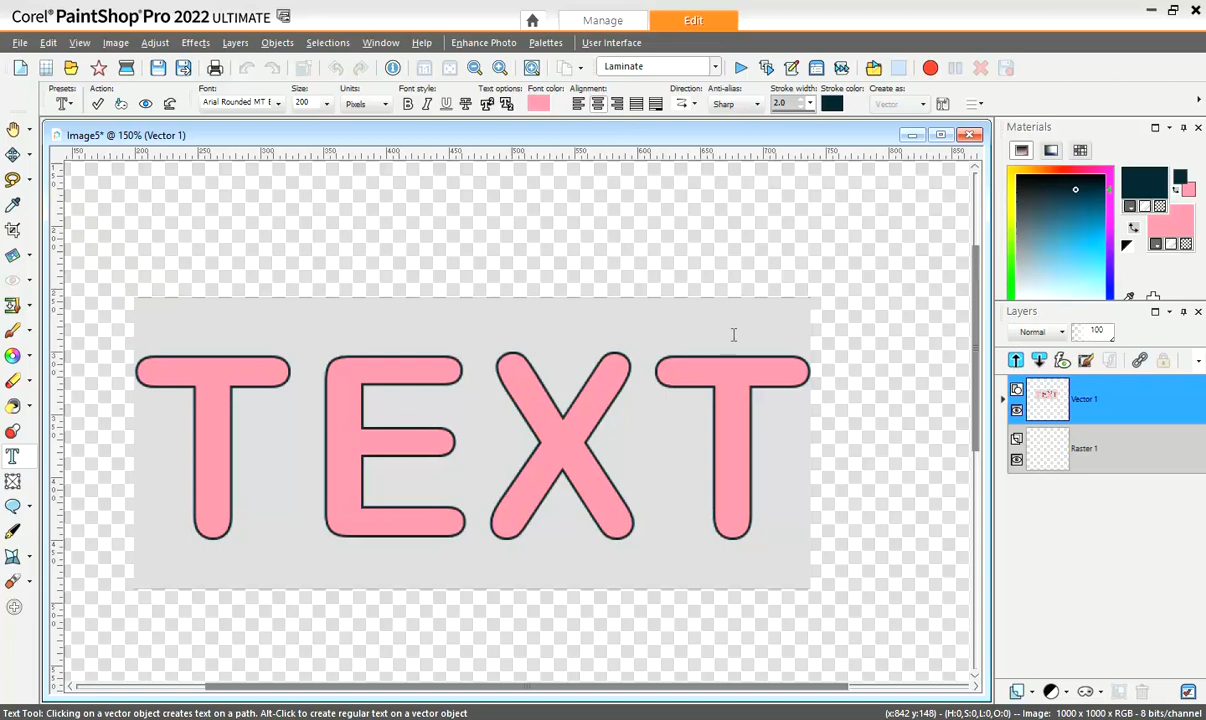 Corel PaintShop Pro 2022 ULTIMATE
Manage
Edit
File Edit View Image Adjust Effects Layers Objects Selections Window Help Enhance Photo Palettes User Interface
Laminate
Presets: Action: Font: Size: Units: Font style: Text options: Font color: Alignment: Direction: Anti-alias: Stroke width: Stroke color: Create as:
Arial Rounded MT E 200 Pixels Sharp 2.0 Vector
Image5* @ 150% (Vector 1)
TEXT
Materials
Layers
Normal 100
Vector 1
Raster 1
Text Tool: Clicking on a vector object creates text on a path. Alt-Click to create regular text on a vector object
(x:842 y:148) -- (H:0,S:0,L:0,O:0) -- Image: 1000 x 1000 x RGB - 8 bits/channel